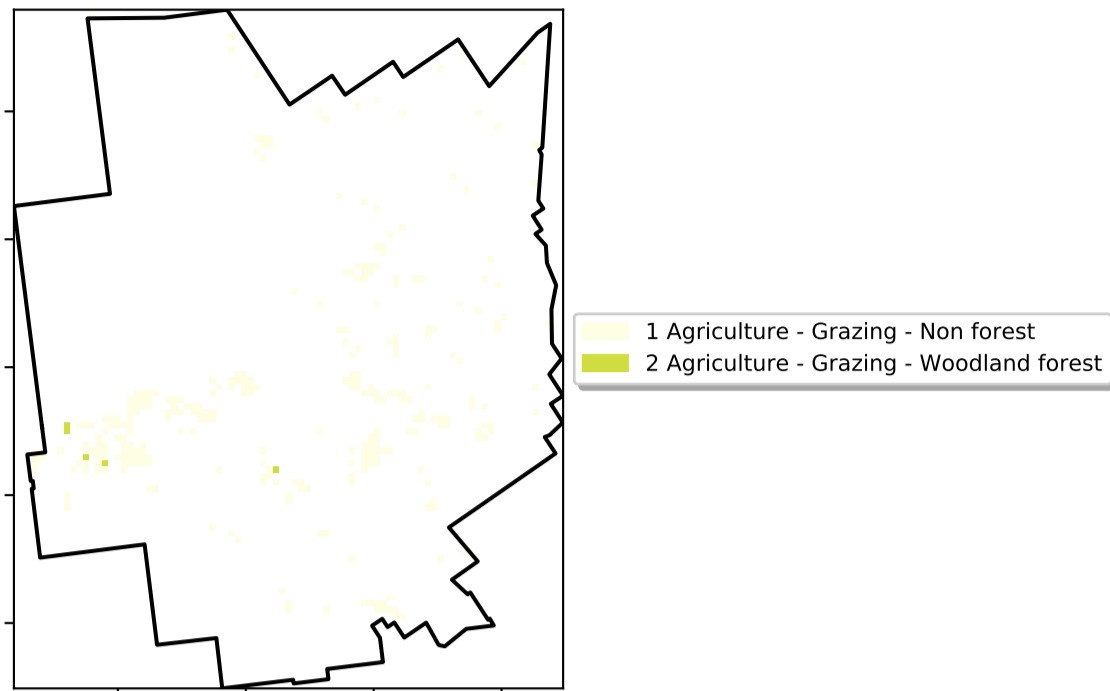 1 Agriculture - Grazing - Non forest
2 Agriculture - Grazing - Woodland forest